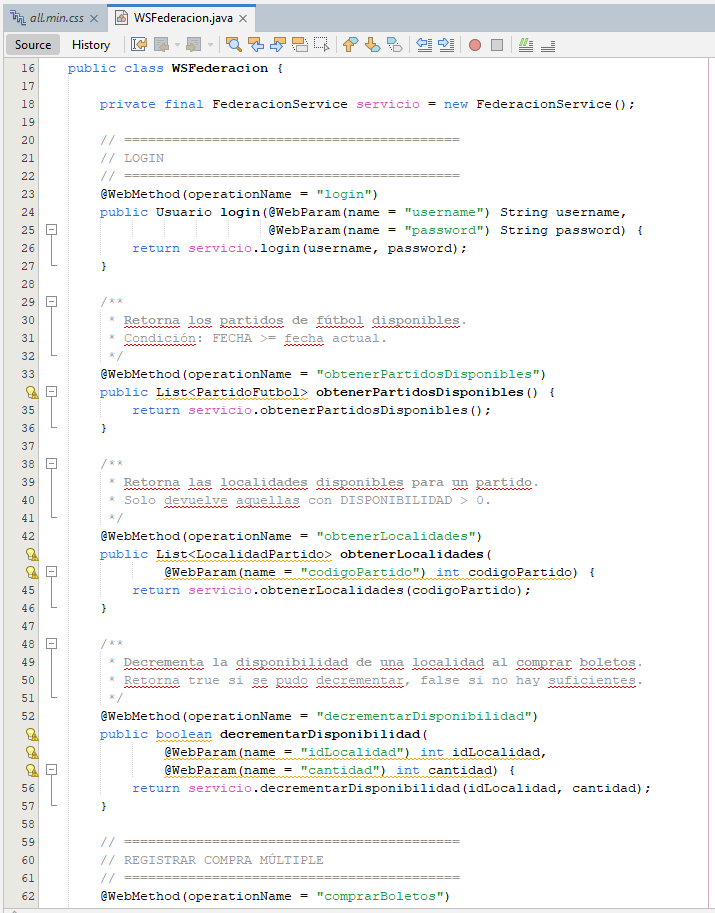 all.min.css
WSFederacion.java
Source
History
16 public class WSFederacion {
17
18 private final FederacionService servicio = new FederacionService();
19
20 // ==========================================
21 // LOGIN
22 // ==========================================
23 @WebMethod(operationName = "login")
24 public Usuario login(@WebParam(name = "username") String username,
25 @WebParam(name = "password") String password) {
26 return servicio.login(username, password);
27 }
28
29 /**
30 * Retorna los partidos de fútbol disponibles.
31 * Condición: FECHA >= fecha actual.
32 */
33 @WebMethod(operationName = "obtenerPartidosDisponibles")
public List<PartidoFutbol> obtenerPartidosDisponibles() {
35 return servicio.obtenerPartidosDisponibles();
36 }
37
38 /**
39 * Retorna las localidades disponibles para un partido.
40 * Solo devuelve aquellas con DISPONIBILIDAD > 0.
41 */
42 @WebMethod(operationName = "obtenerLocalidades")
public List<LocalidadPartido> obtenerLocalidades(
@WebParam(name = "codigoPartido") int codigoPartido) {
45 return servicio.obtenerLocalidades(codigoPartido);
46 }
47
48 /**
49 * Decrementa la disponibilidad de una localidad al comprar boletos.
50 * Retorna true si se pudo decrementar, false si no hay suficientes.
51 */
52 @WebMethod(operationName = "decrementarDisponibilidad")
public boolean decrementarDisponibilidad(
@WebParam(name = "idLocalidad") int idLocalidad,
@WebParam(name = "cantidad") int cantidad) {
56 return servicio.decrementarDisponibilidad(idLocalidad, cantidad);
57 }
58
59 // ==========================================
60 // REGISTRAR COMPRA MÚLTIPLE
61 // ==========================================
62 @WebMethod(operationName = "comprarBoletos")